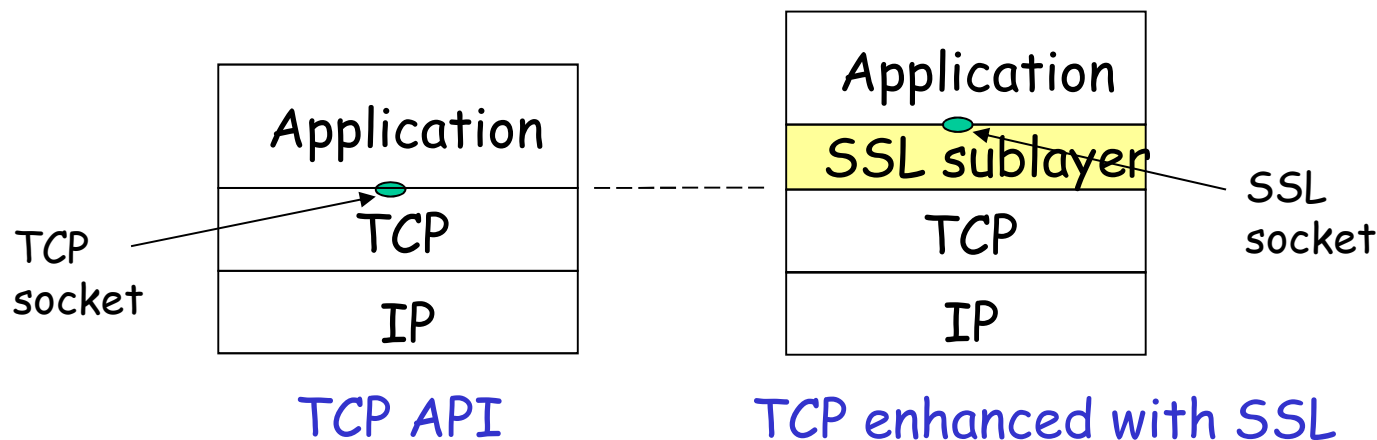 Application
TCP
IP
TCP
socket
TCP API
Application
SSL sublayer
TCP
IP
SSL
socket
TCP enhanced with SSL